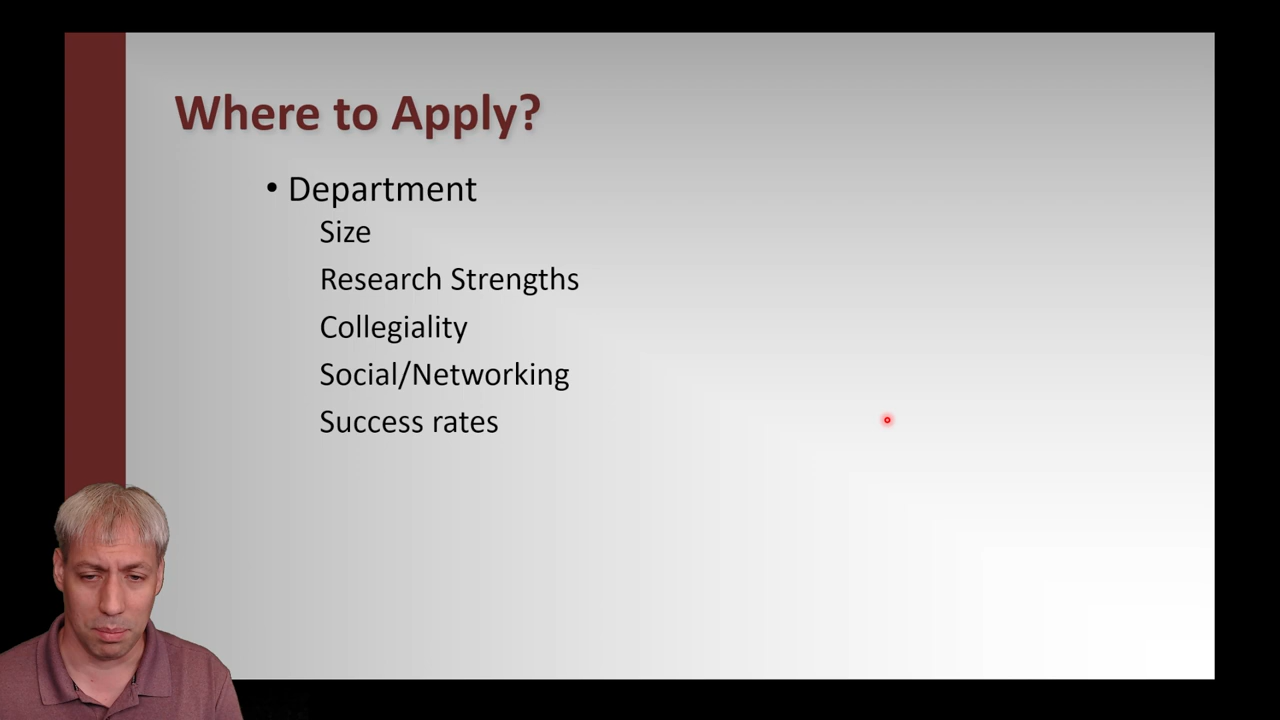 Where to Apply?
• Department
Size
Research Strengths
Collegiality
Social/Networking
Success rates